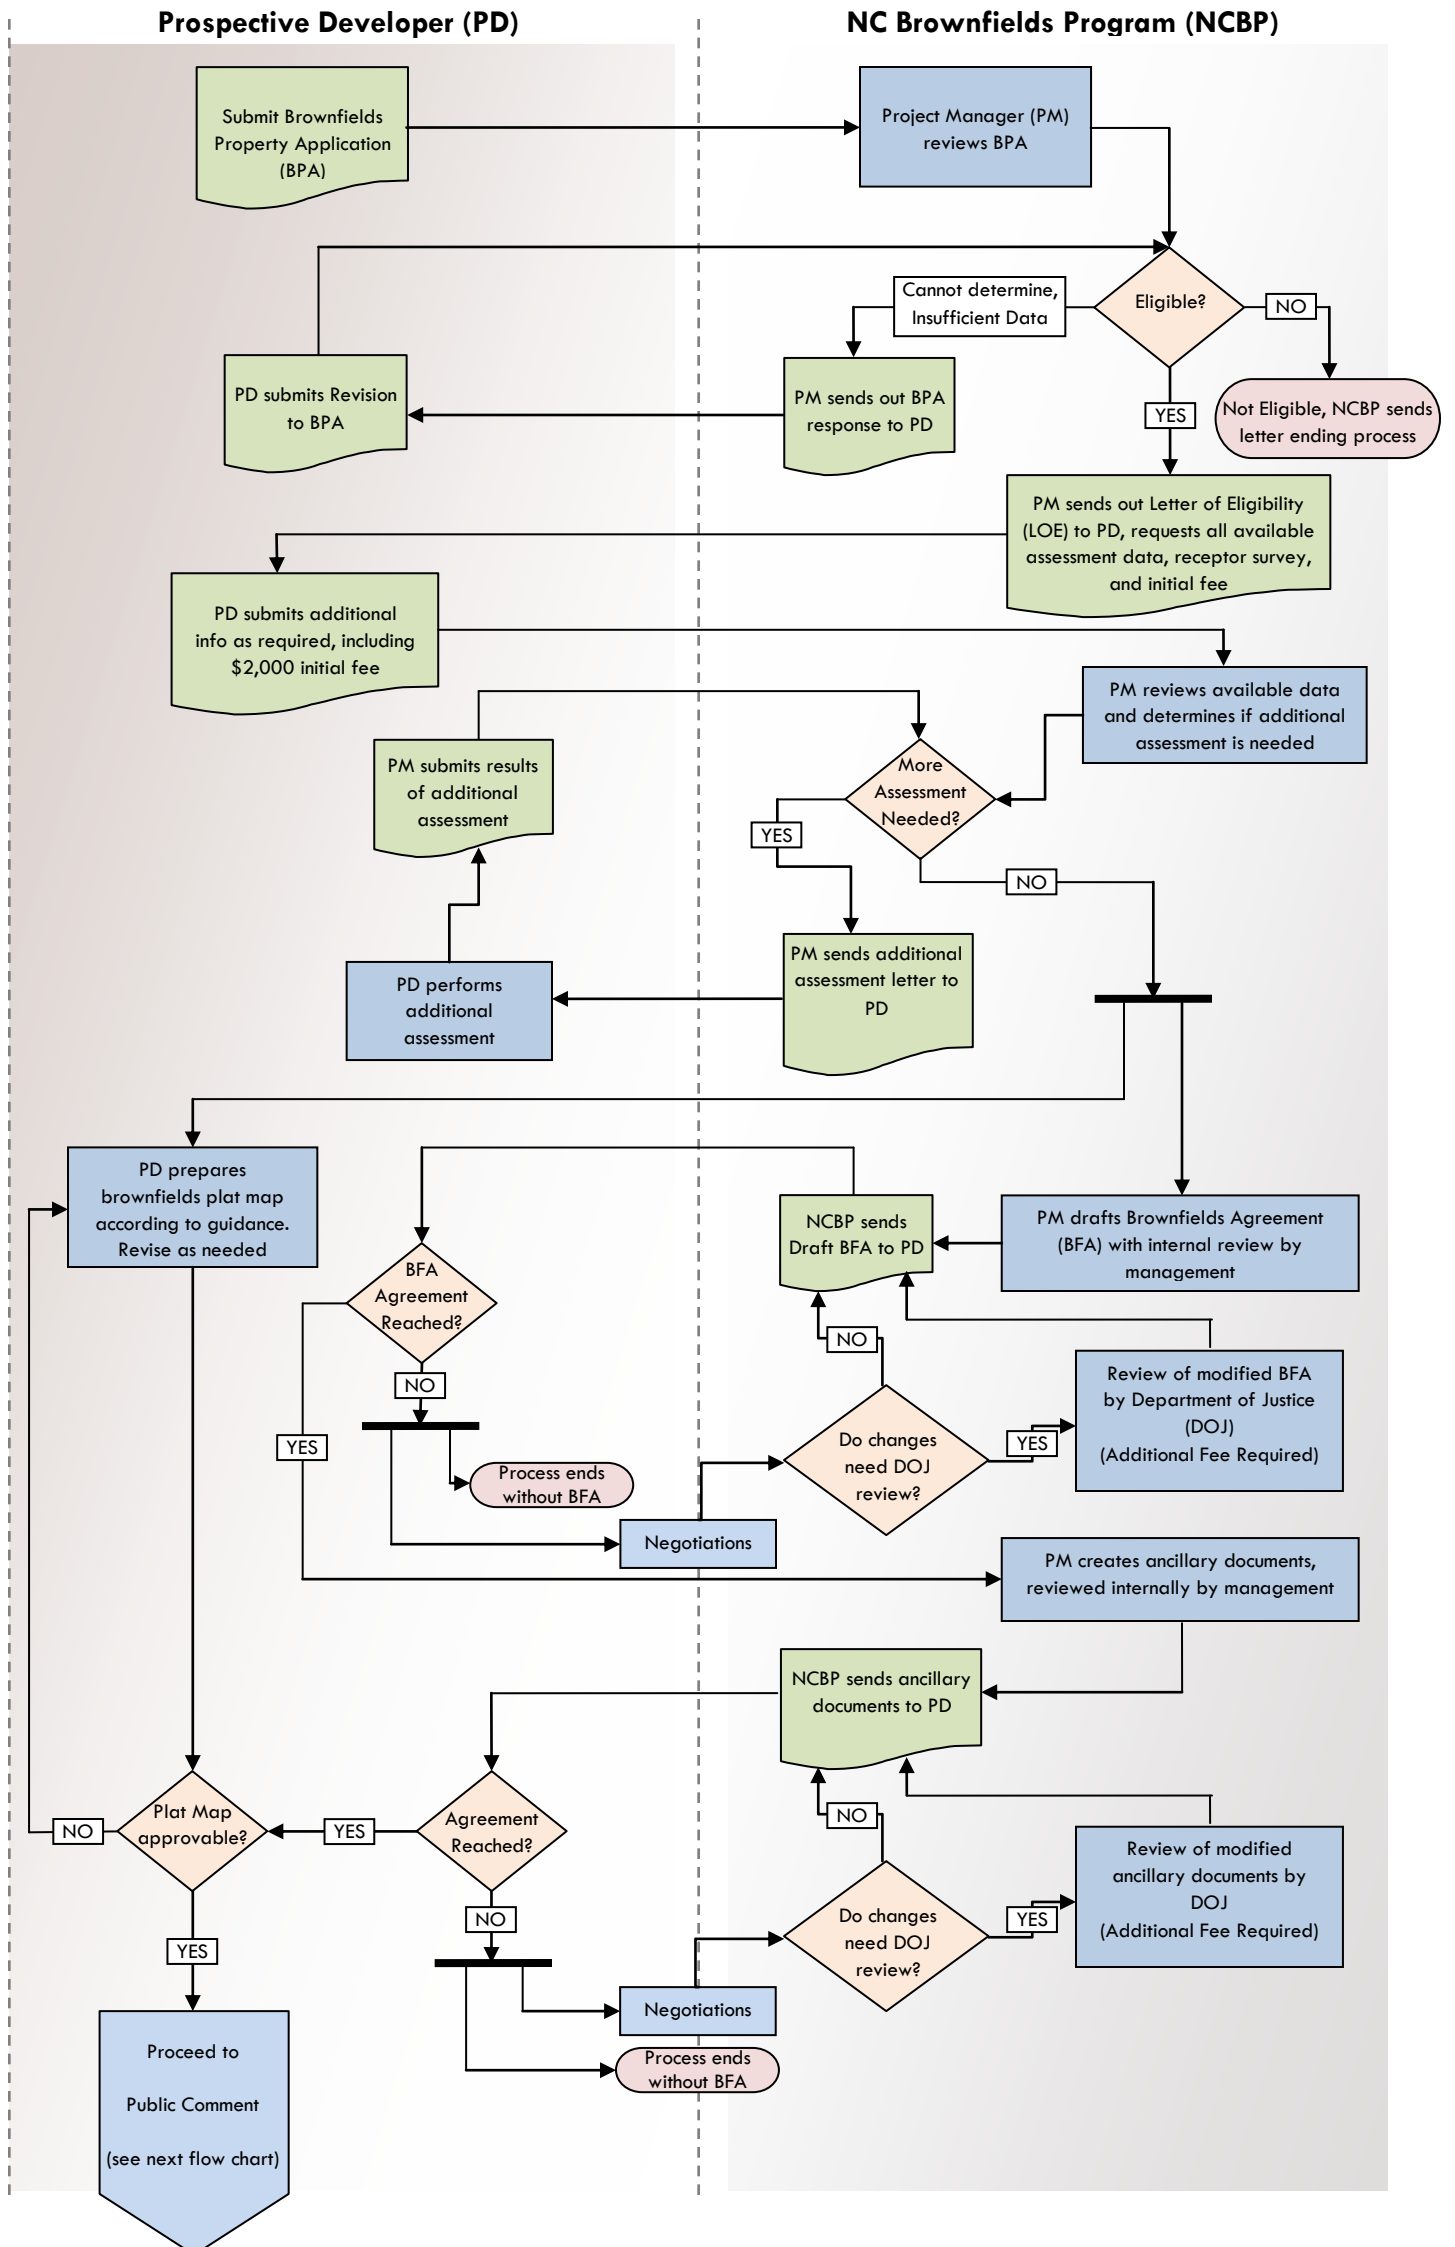 Prospective Developer (PD)
NC Brownfields Program (NCBP)
Submit Brownfields
Property Application
(BPA)
Project Manager (PM)
reviews BPA
Eligible?
Cannot determine,
Insufficient Data
NO
YES
PD submits Revision
to BPA
PM sends out BPA
response to PD
Not Eligible, NCBP sends
letter ending process
PM sends out Letter of Eligibility
(LOE) to PD, requests all available
assessment data, receptor survey,
and initial fee
PD submits additional
info as required, including
$2,000 initial fee
PM reviews available data
and determines if additional
assessment is needed
PM submits results
of additional
assessment
More
Assessment
Needed?
YES
NO
PM sends additional
assessment letter to
PD
PD performs
additional
assessment
PD prepares
brownfields plat map
according to guidance.
Revise as needed
NCBP sends
Draft BFA to PD
PM drafts Brownfields Agreement
(BFA) with internal review by
management
BFA
Agreement
Reached?
NO
YES
NO
Review of modified BFA
by Department of Justice
(DOJ)
(Additional Fee Required)
Do changes
need DOJ
review?
YES
Process ends
without BFA
Negotiations
PM creates ancillary documents,
reviewed internally by management
NCBP sends ancillary
documents to PD
Plat Map
approvable?
NO
YES
Agreement
Reached?
NO
YES
NO
Review of modified
ancillary documents by
DOJ
(Additional Fee Required)
Do changes
need DOJ
review?
YES
Negotiations
Process ends
without BFA
Proceed to
Public Comment
(see next flow chart)